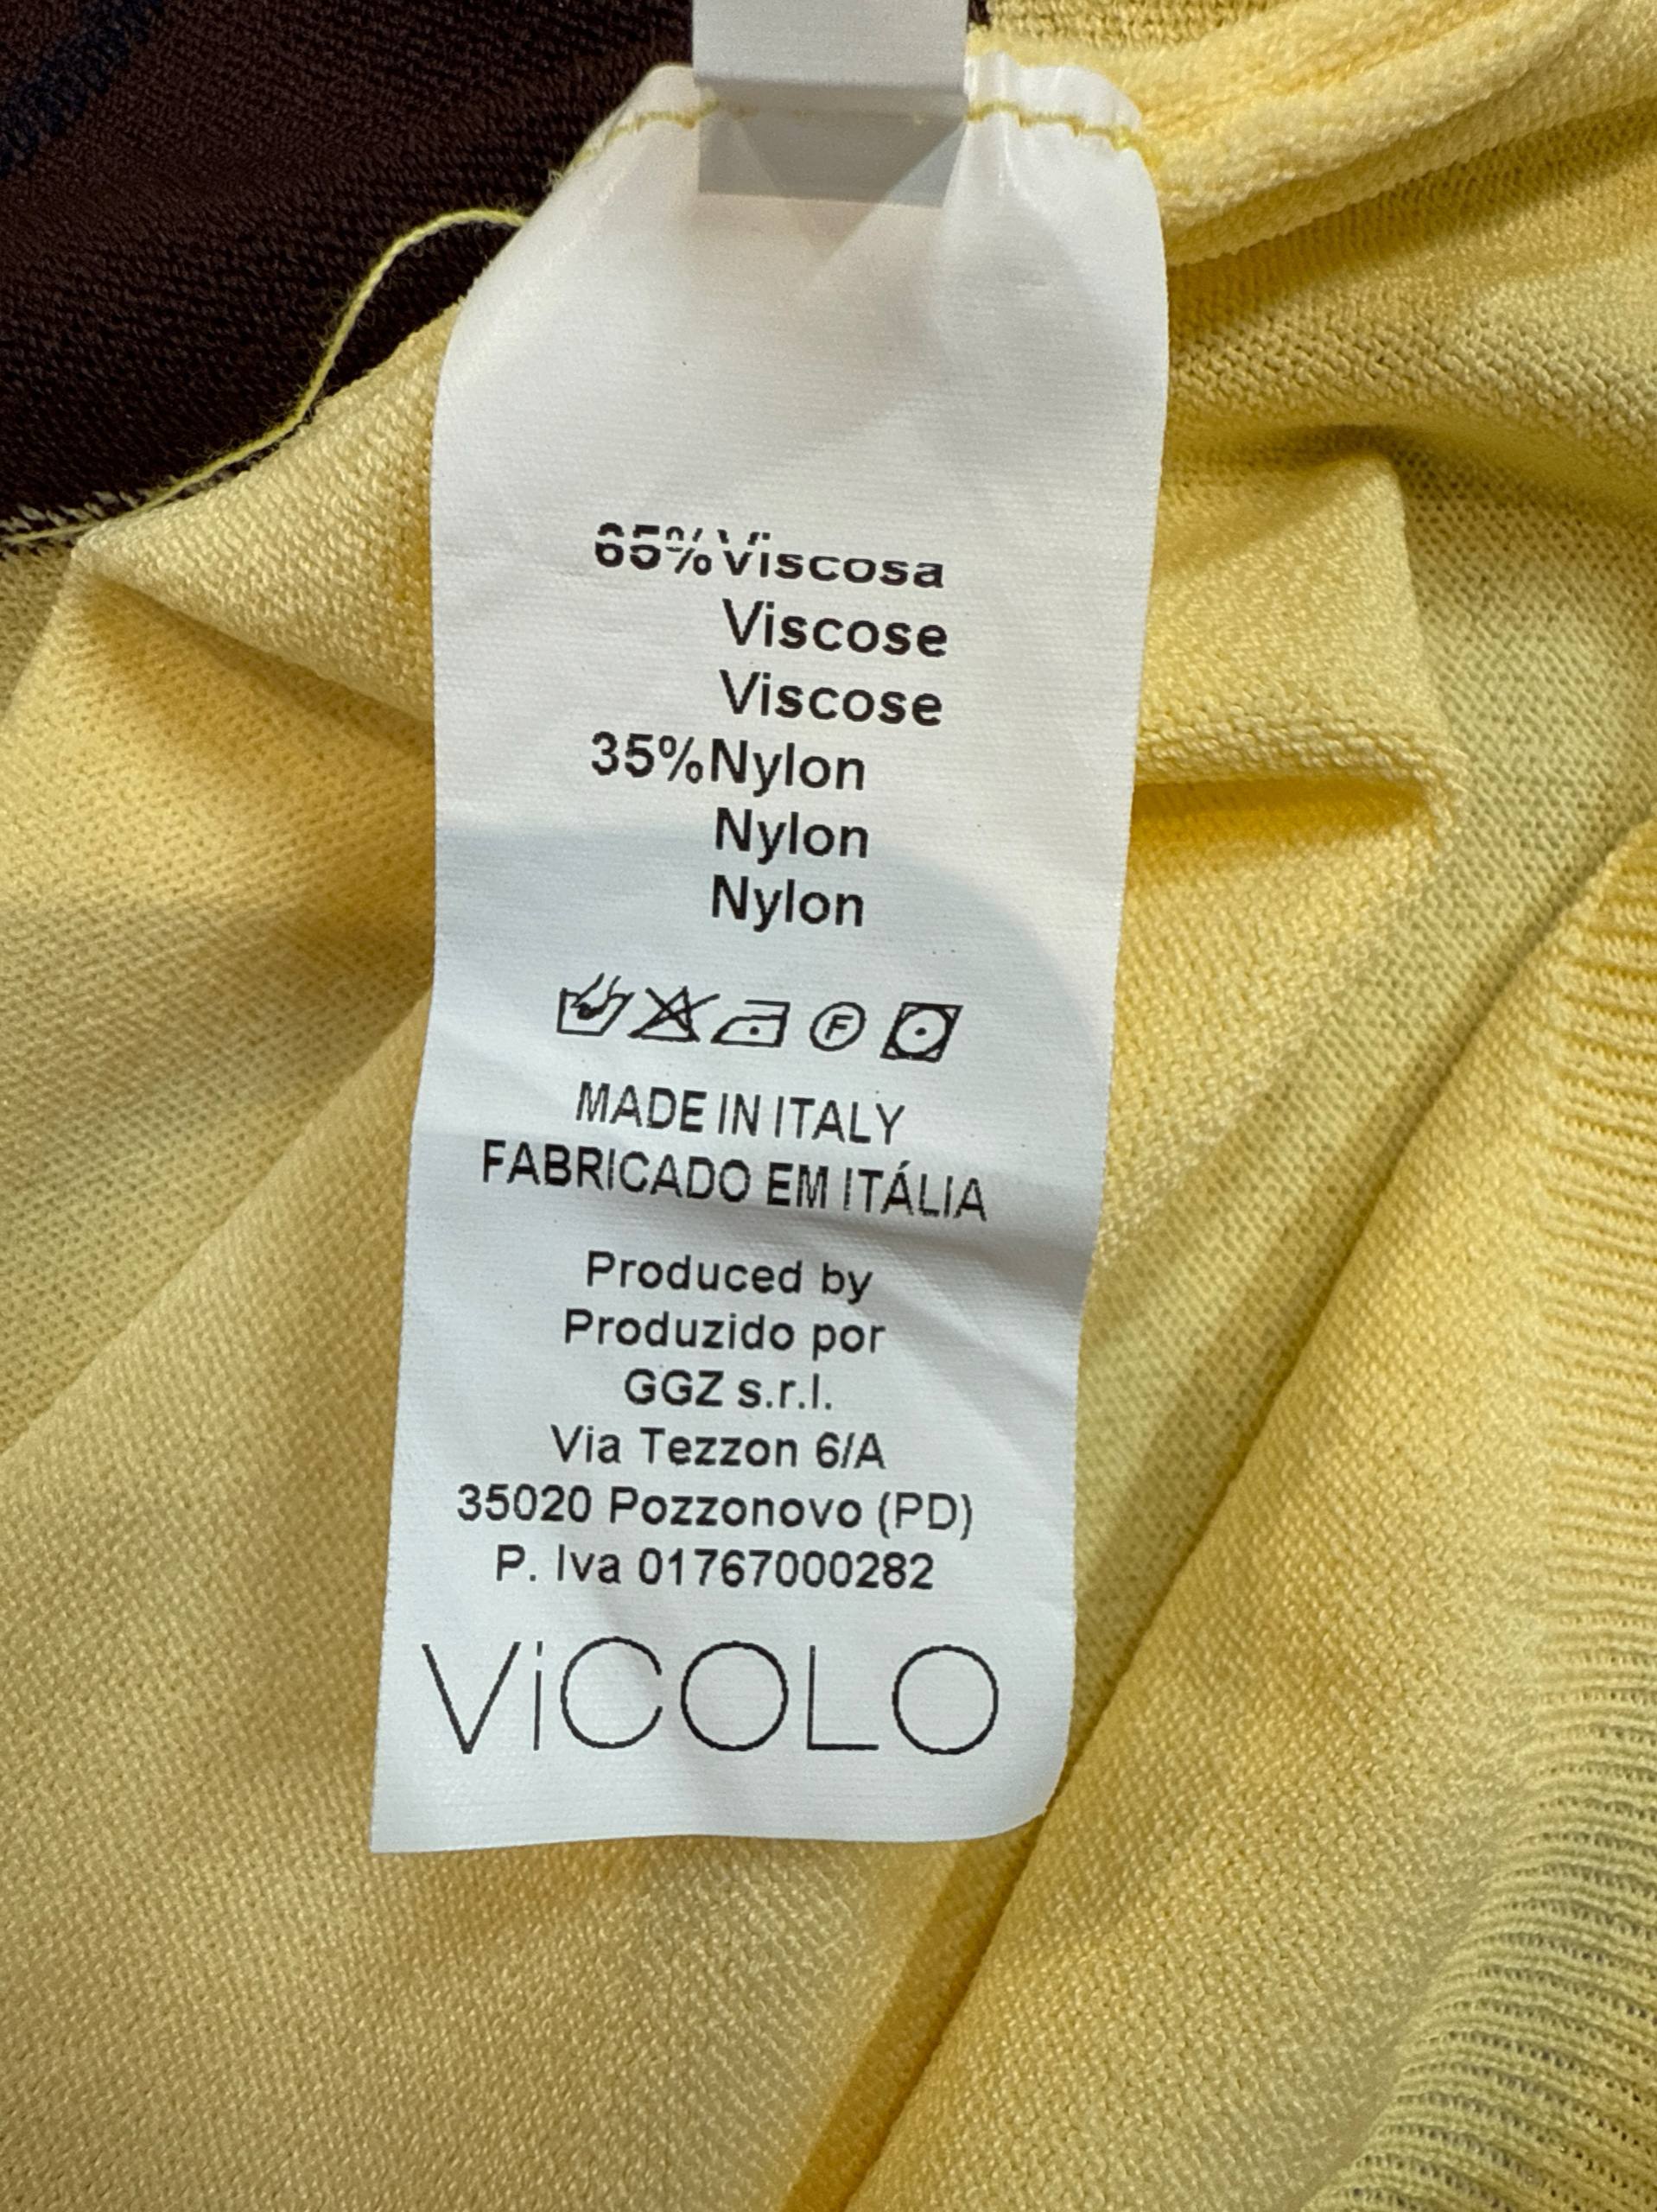 65% Viscosa
Viscose
Viscose
35% Nylon
Nylon
Nylon
F
MADE IN ITALY
FABRICADO EM ITÁLIA
Produced by
Produzido por
GGZ s.r.l.
Via Tezzon 6/A
35020 Pozzonovo (PD)
P. Iva 01767000282
ViCOLO